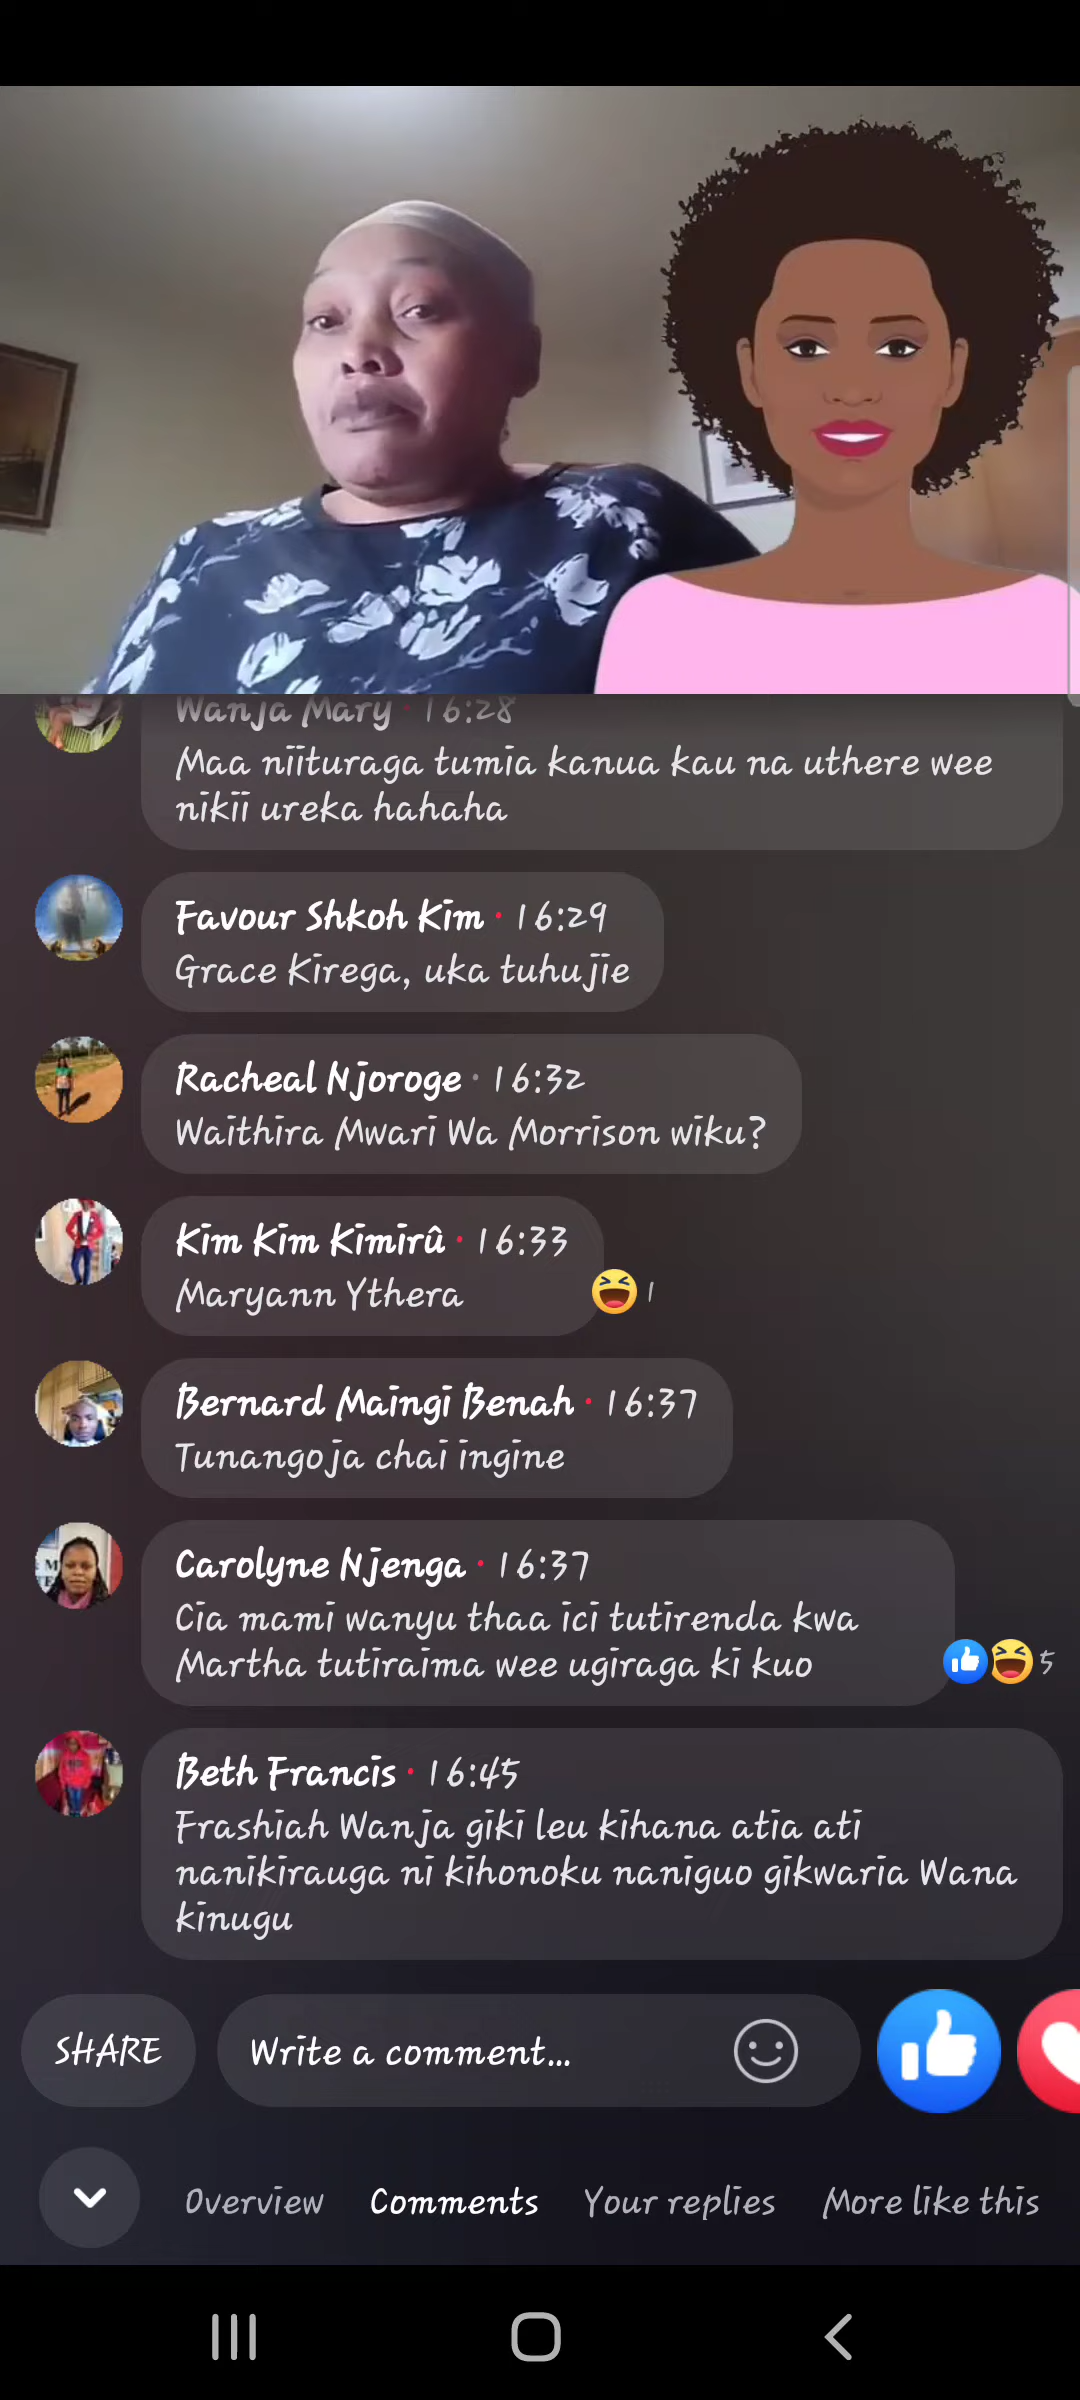 Wanja Mary • 16:28
Maa niituraga tumia kanua kau na uthere wee
nikii ureka hahaha
Favour Shkoh Kim • 16:29
Grace Kirega, uka tuhujie
Racheal Njoroge • 16:32
Waithira Mwari Wa Morrison wiku?
Kim Kim Kimirû • 16:33
Maryann Ythera
1
Bernard Maingi Benah • 16:37
Tunangoja chai ingine
Carolyne Njenga • 16:37
Cia mami wanyu thaa ici tutirenda kwa
Martha tutiraima wee ugiraga ki kuo
5
Beth Francis • 16:45
Frashiah Wanja giki leu kihana atia ati
nanikirauga ni kihonoku naniguo gikwaria Wana
kinugu
SHARE
Write a comment...
Overview Comments Your replies More like this